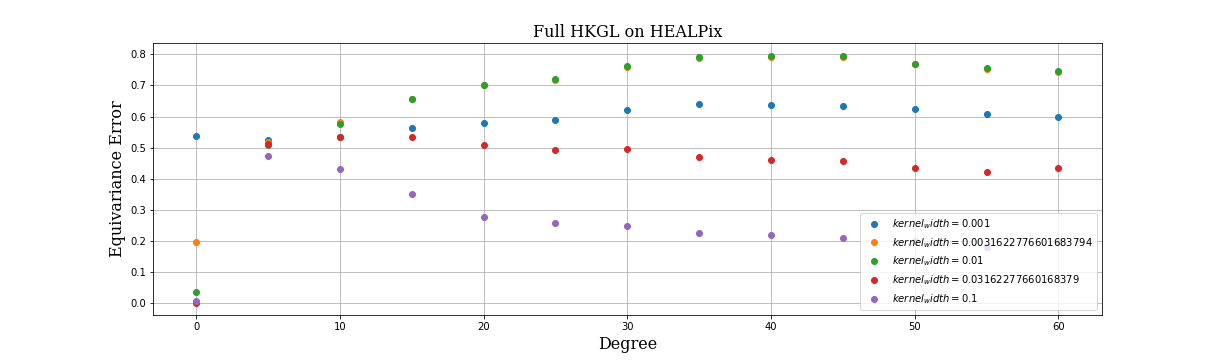 Full HKGL on HEALPix
Equivariance Error
0.8
0.7
0.6
0.5
0.4
0.3
0.2
0.1
0.0
kernel_width = 0.001
kernel_width = 0.0031622776601683794
kernel_width = 0.01
kernel_width = 0.03162277660168379
kernel_width = 0.1
0 10 20 30 40 50 60
Degree